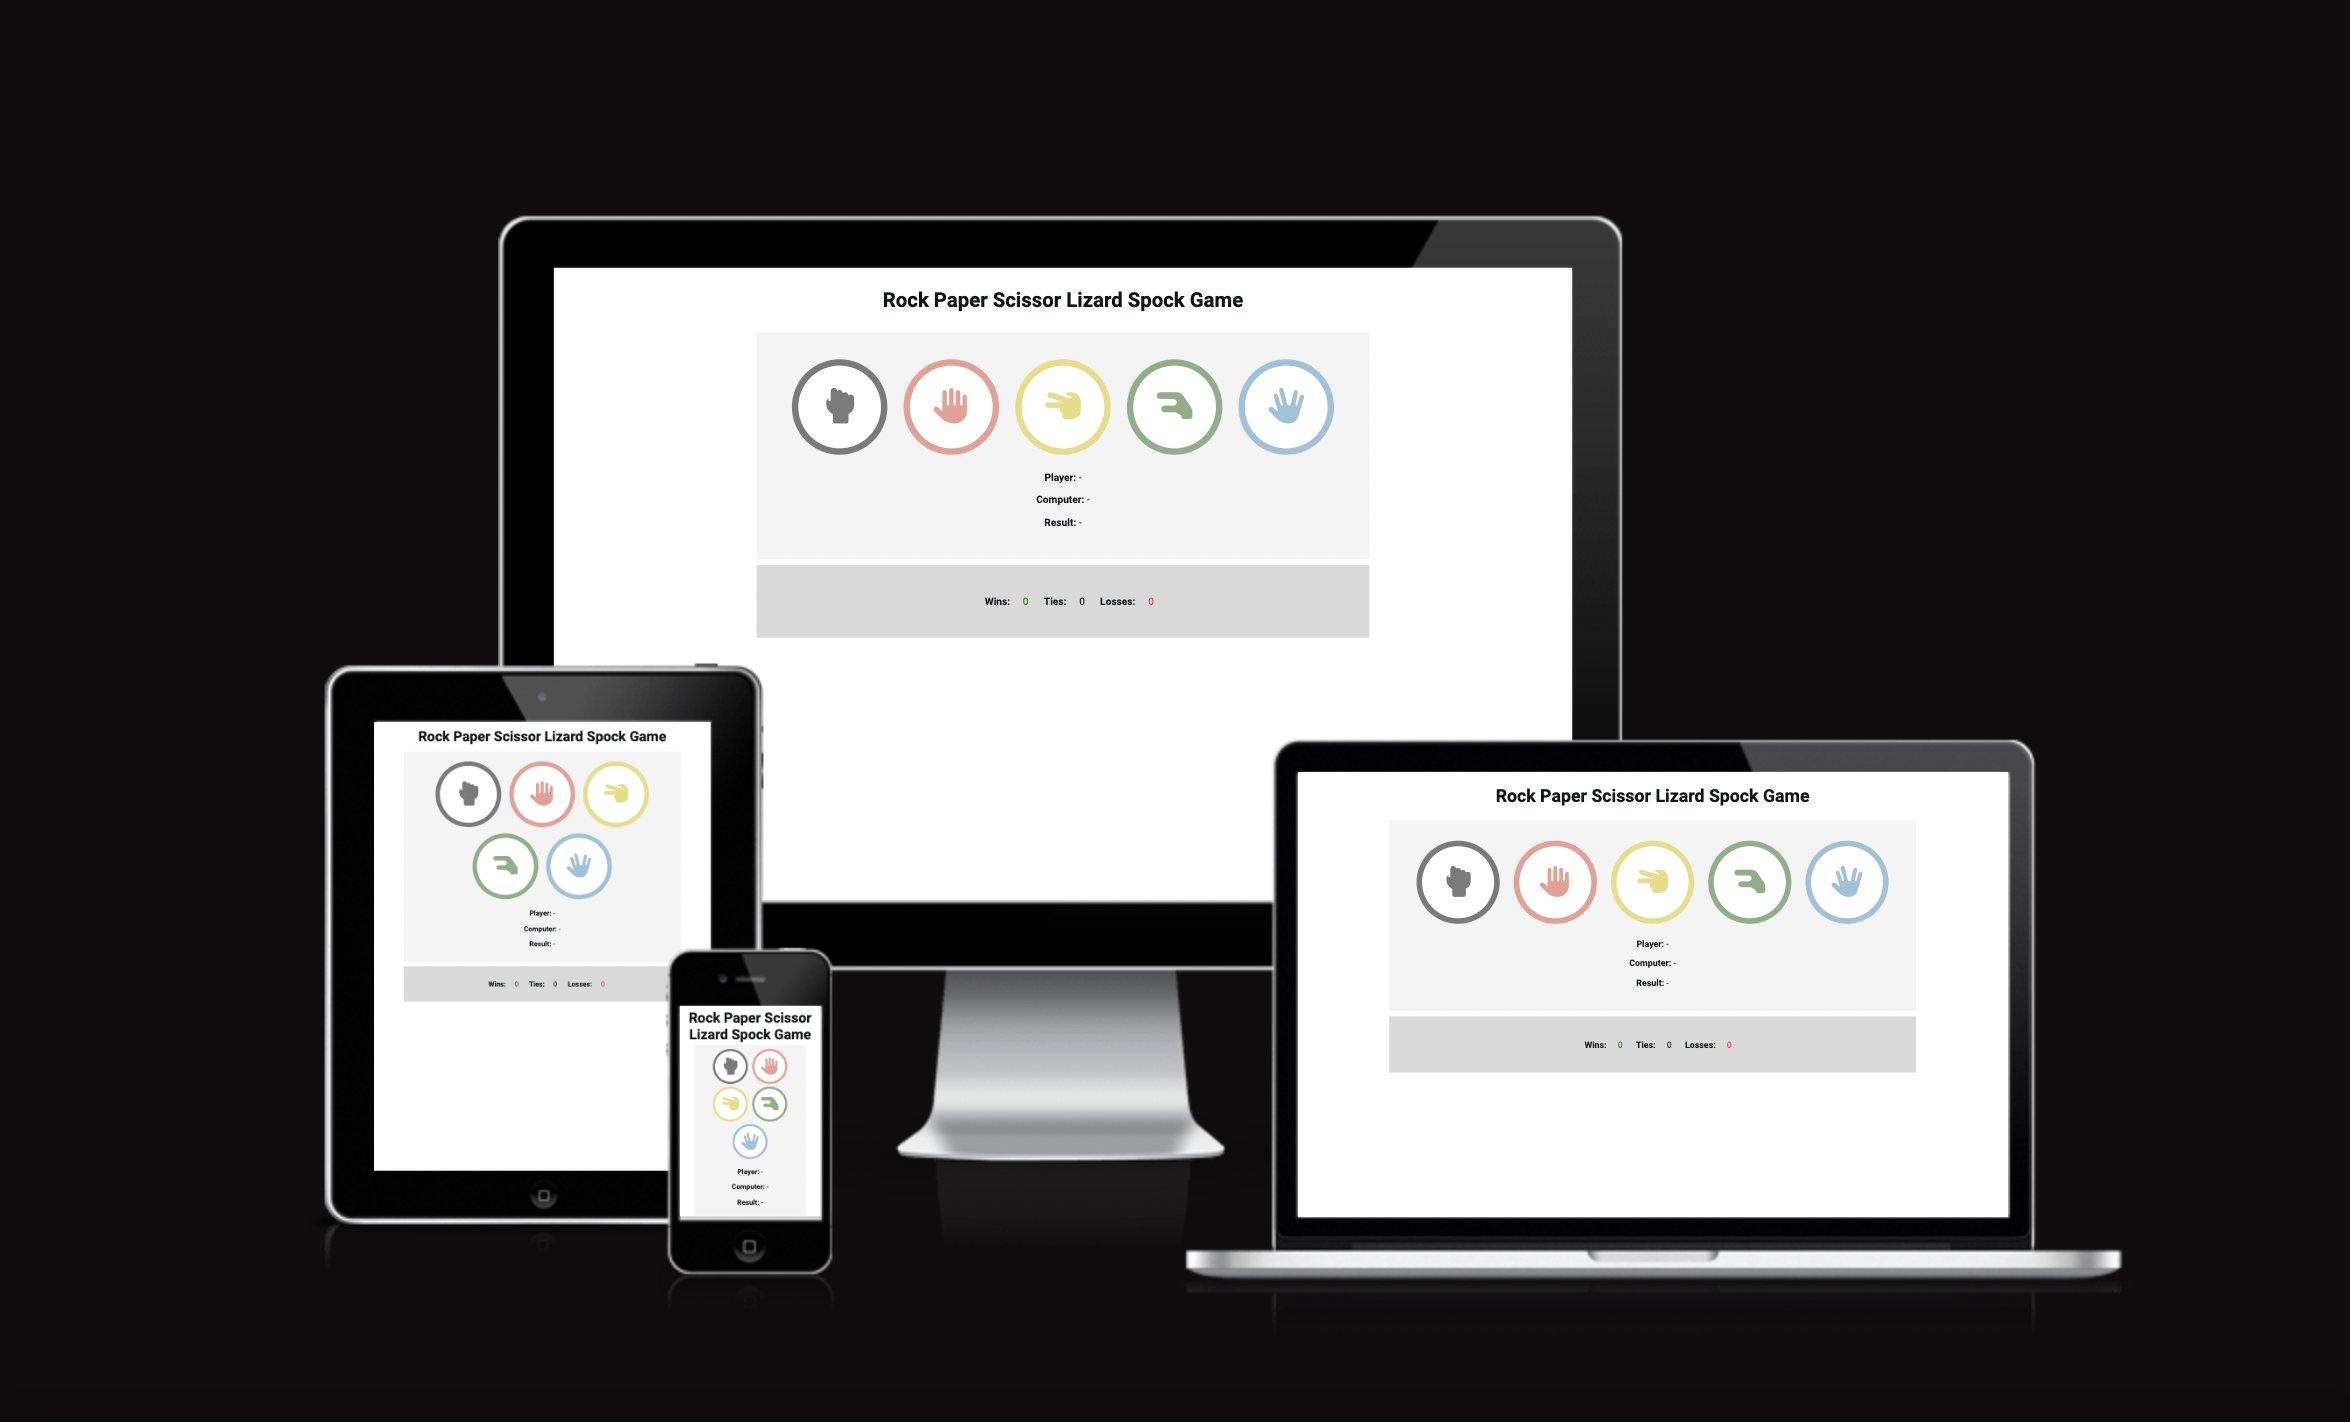 Rock Paper Scissor Lizard Spock Game
Player: -
Computer: -
Result: -
Wins: 0 Ties: 0 Losses: 0
Rock Paper Scissor Lizard Spock Game
Player: -
Computer: -
Result: -
Wins: 0 Ties: 0 Losses: 0
Rock Paper Scissor
Lizard Spock Game
Player: -
Computer: -
Result: -
Rock Paper Scissor Lizard Spock Game
Player: -
Computer: -
Result: -
Wins: 0 Ties: 0 Losses: 0